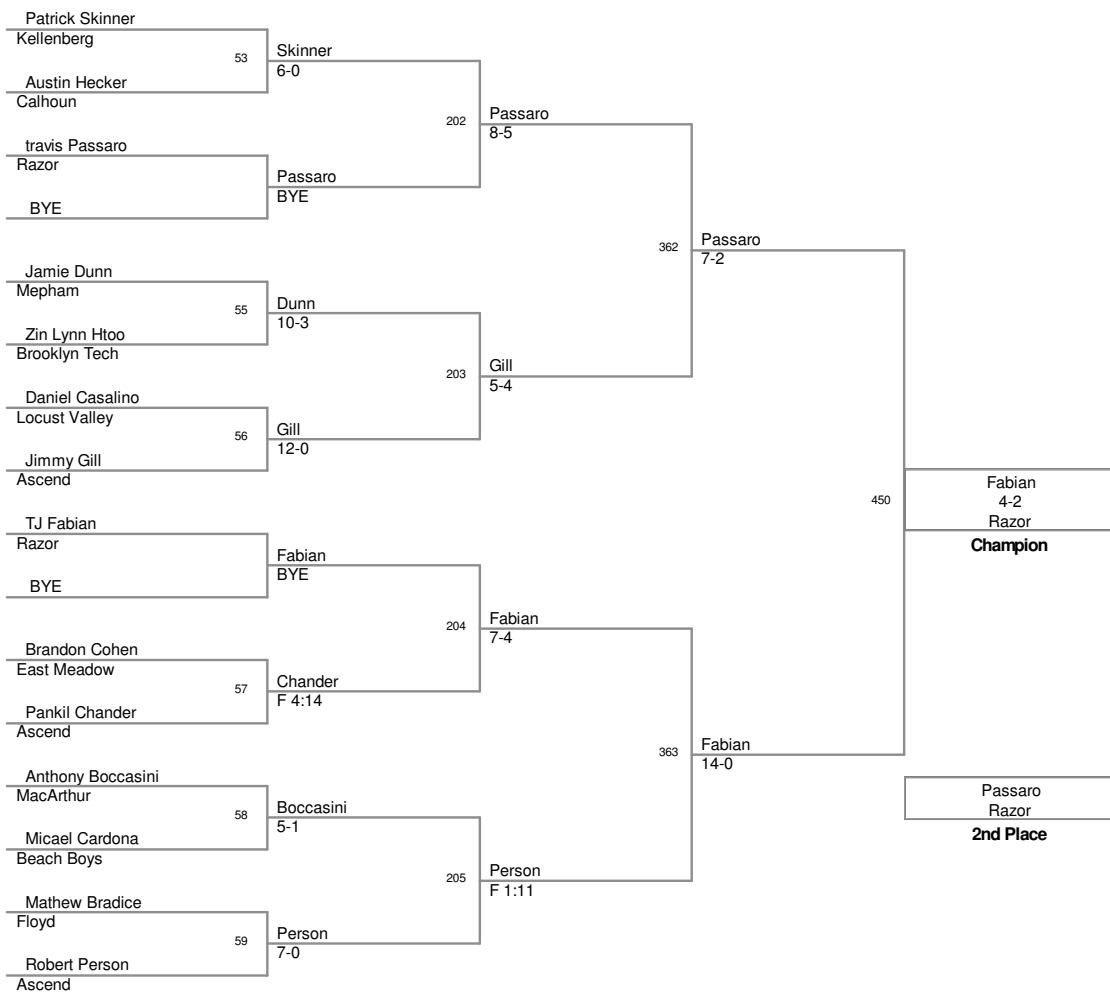 Patrick Skinner
Kellenberg
53
Skinner
6-0
Austin Hecker
Calhoun
202
Passaro
8-5
travis Passaro
Razor
Passaro
BYE
BYE
362
Passaro
7-2
Jamie Dunn
Mepham
55
Dunn
10-3
Zin Lynn Htoo
Brooklyn Tech
203
Gill
5-4
Daniel Casalino
Locust Valley
56
Gill
12-0
Jimmy Gill
Ascend
450
Fabian
4-2
Razor
Champion
TJ Fabian
Razor
Fabian
BYE
BYE
204
Fabian
7-4
Brandon Cohen
East Meadow
57
Chander
F 4:14
Pankil Chander
Ascend
363
Fabian
14-0
Anthony Boccasini
MacArthur
58
Boccasini
5-1
Micael Cardona
Beach Boys
Passaro
Razor
2nd Place
205
Person
F 1:11
Mathew Bradice
Floyd
59
Person
7-0
Robert Person
Ascend